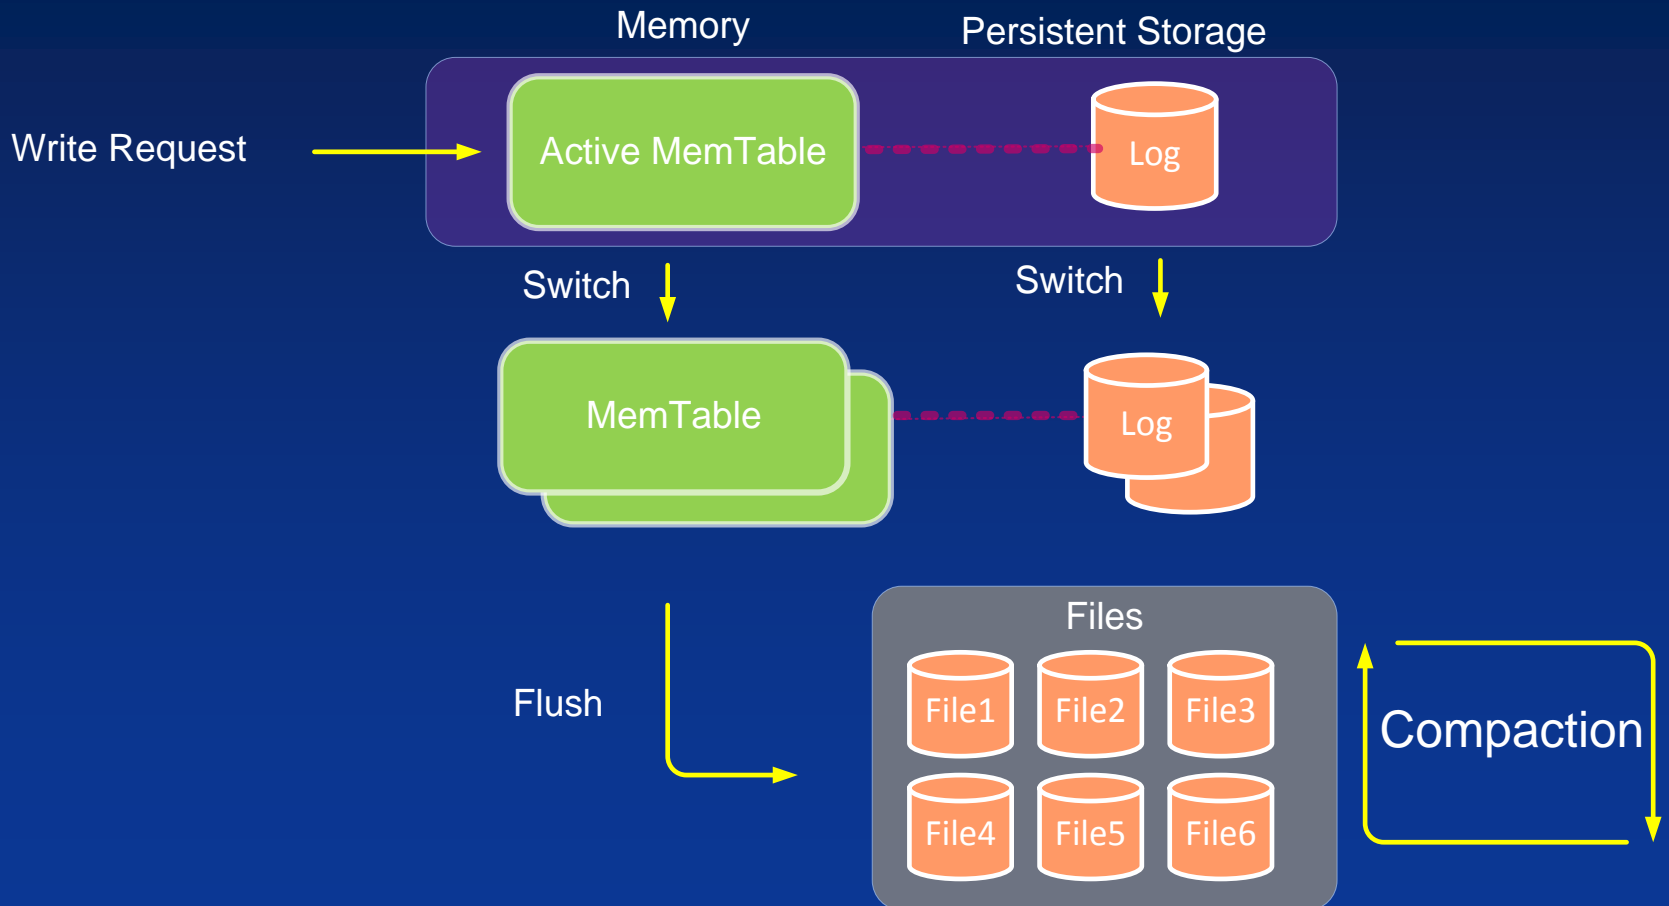 Memory
Persistent Storage
Write Request
Active MemTable
Log
Switch
Switch
MemTable
Log
Files
File1
File2
File3
Flush
Compaction
File4
File5
File6